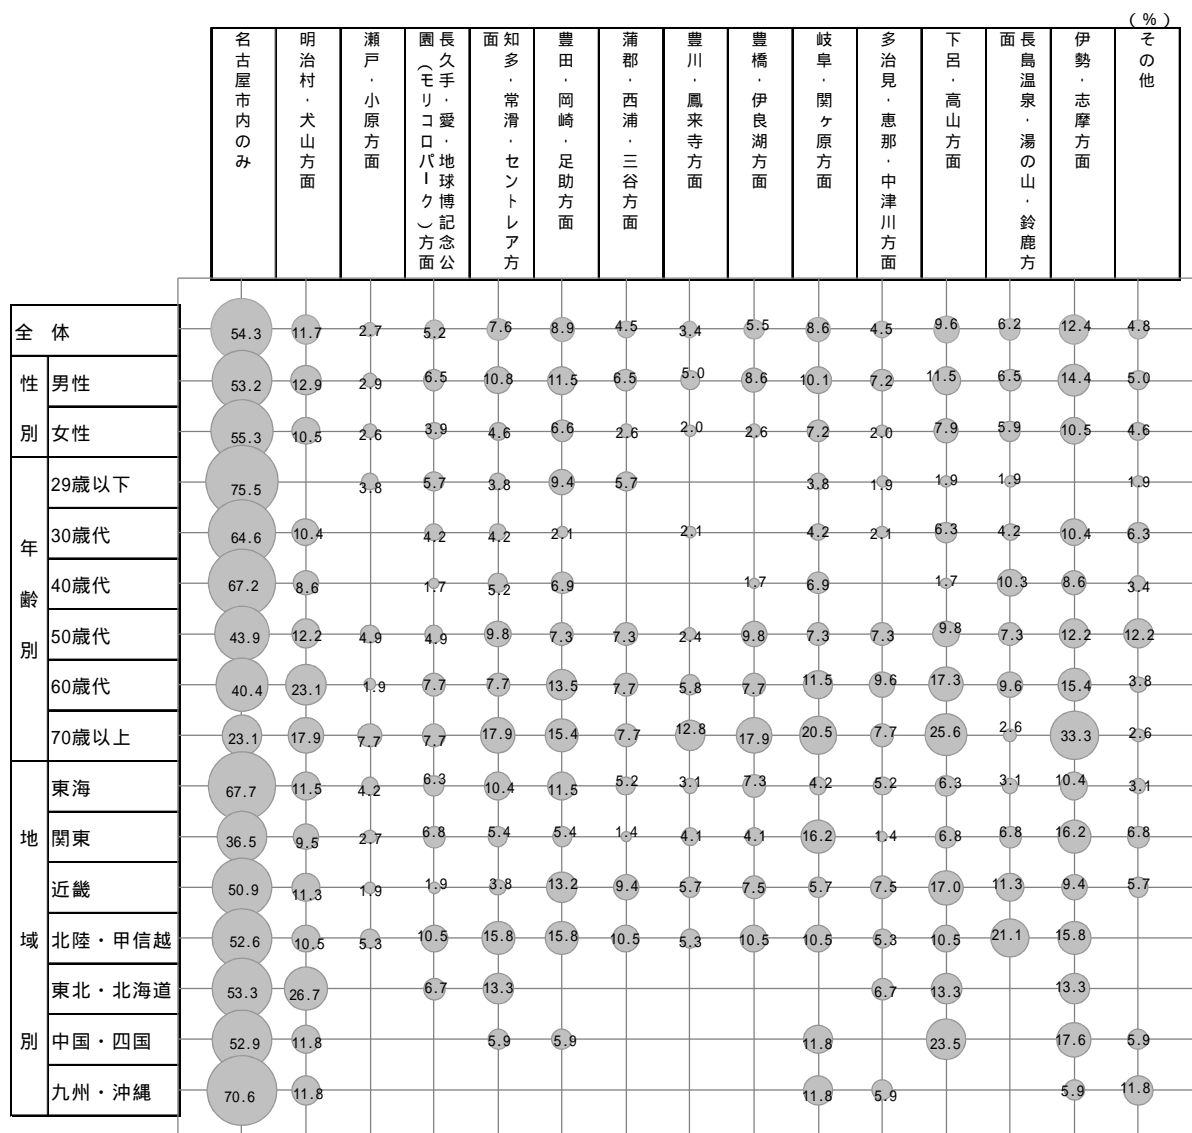 (%)
名古屋市内のみ
明治村・犬山方面
瀬戸・小原方面
長久手・愛・地球博記念公
園(モリコロパーク)方面
知多・常滑・セントレア方
面
豊田・岡崎・足助方面
蒲郡・西浦・三谷方面
豊川・鳳来寺方面
豊橋・伊良湖方面
岐阜・関ヶ原方面
多治見・恵那・中津川方面
下呂・高山方面
長島温泉・湯の山・鈴鹿方
面
伊勢・志摩方面
その他
全 体 54.3 11.7 2.7 5.2 7.6 8.9 4.5 3.4 5.5 8.6 4.5 9.6 6.2 12.4 4.8
性別
男性 53.2 12.9 2.9 6.5 10.8 11.5 6.5 5.0 8.6 10.1 7.2 11.5 6.5 14.4 5.0
女性 55.3 10.5 2.6 3.9 4.6 6.6 2.6 2.0 2.6 7.2 2.0 7.9 5.9 10.5 4.6
年齢別
29歳以下 75.5 3.8 5.7 3.8 9.4 5.7 3.8 1.9 1.9 1.9 1.9
30歳代 64.6 10.4 4.2 4.2 2.1 2.1 4.2 2.1 6.3 4.2 10.4 6.3
40歳代 67.2 8.6 1.7 5.2 6.9 1.7 6.9 1.7 10.3 8.6 3.4
50歳代 43.9 12.2 4.9 4.9 9.8 7.3 7.3 2.4 9.8 7.3 7.3 9.8 7.3 12.2 12.2
60歳代 40.4 23.1 1.9 7.7 7.7 13.5 7.7 5.8 7.7 11.5 9.6 17.3 9.6 15.4 3.8
70歳以上 23.1 17.9 7.7 7.7 17.9 15.4 7.7 12.8 17.9 20.5 7.7 25.6 2.6 33.3 2.6
地域別
東海 67.7 11.5 4.2 6.3 10.4 11.5 5.2 3.1 7.3 4.2 5.2 6.3 3.1 10.4 3.1
関東 36.5 9.5 2.7 6.8 5.4 5.4 1.4 4.1 4.1 16.2 1.4 6.8 6.8 16.2 6.8
近畿 50.9 11.3 1.9 1.9 3.8 13.2 9.4 5.7 7.5 5.7 7.5 17.0 11.3 9.4 5.7
北陸・甲信越 52.6 10.5 5.3 10.5 15.8 15.8 10.5 5.3 10.5 10.5 5.3 10.5 21.1 15.8
東北・北海道 53.3 26.7 6.7 13.3 6.7 13.3 13.3
中国・四国 52.9 11.8 5.9 5.9 11.8 23.5 17.6 5.9
九州・沖縄 70.6 11.8 11.8 5.9 5.9 11.8